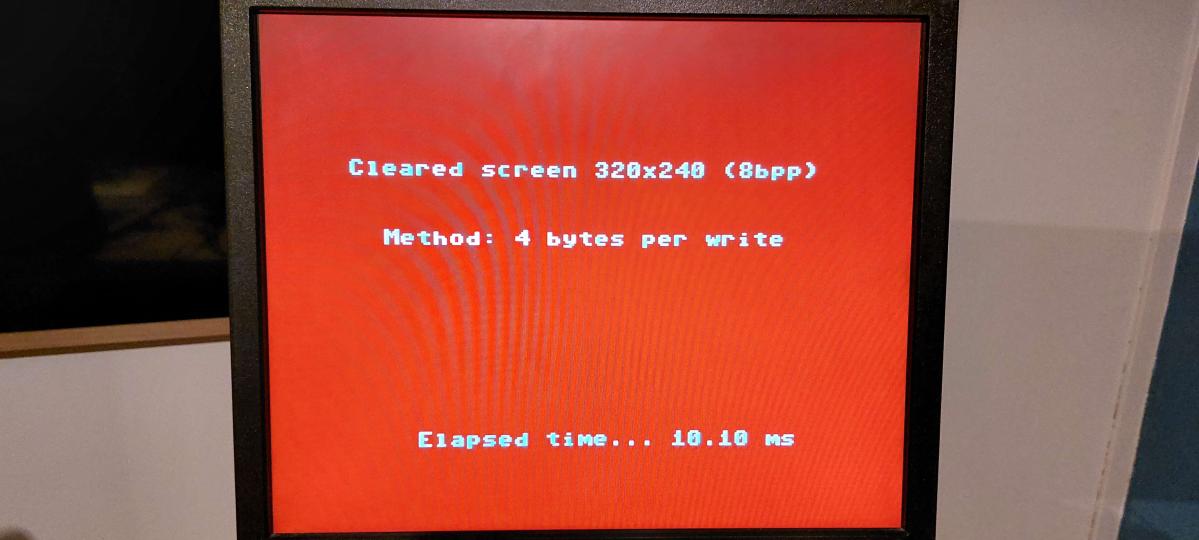 Cleared screen 320x240 (8bpp)
Method: 4 bytes per write
Elapsed time... 10.10 ms